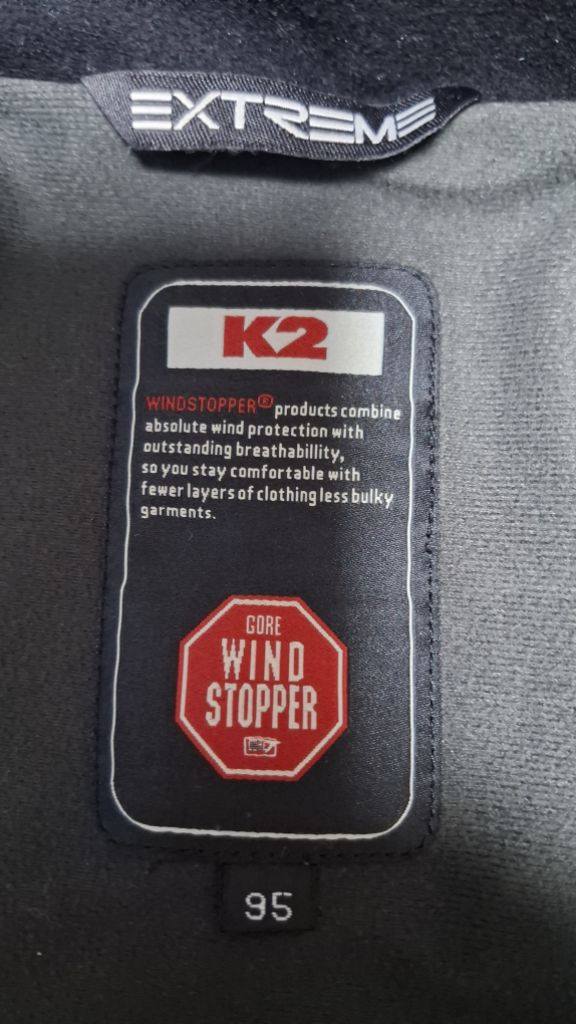 EXTREME
K2
WINDSTOPPER® products combine
absolute wind protection with
outstanding breathabillity,
so you stay comfortable with
fewer layers of clothing less bulky
garments.
GORE
WIND
STOPPER
95